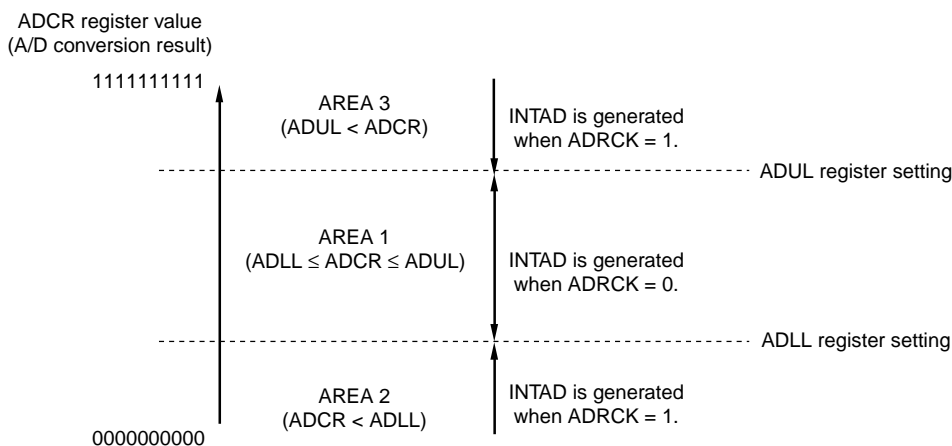 ADCR register value
(A/D conversion result)
1111111111
AREA 3
(ADUL < ADCR)
INTAD is generated
when ADRCK = 1.
ADUL register setting
AREA 1
(ADLL ≤ ADCR ≤ ADUL)
INTAD is generated
when ADRCK = 0.
ADLL register setting
AREA 2
(ADCR < ADLL)
INTAD is generated
when ADRCK = 1.
0000000000